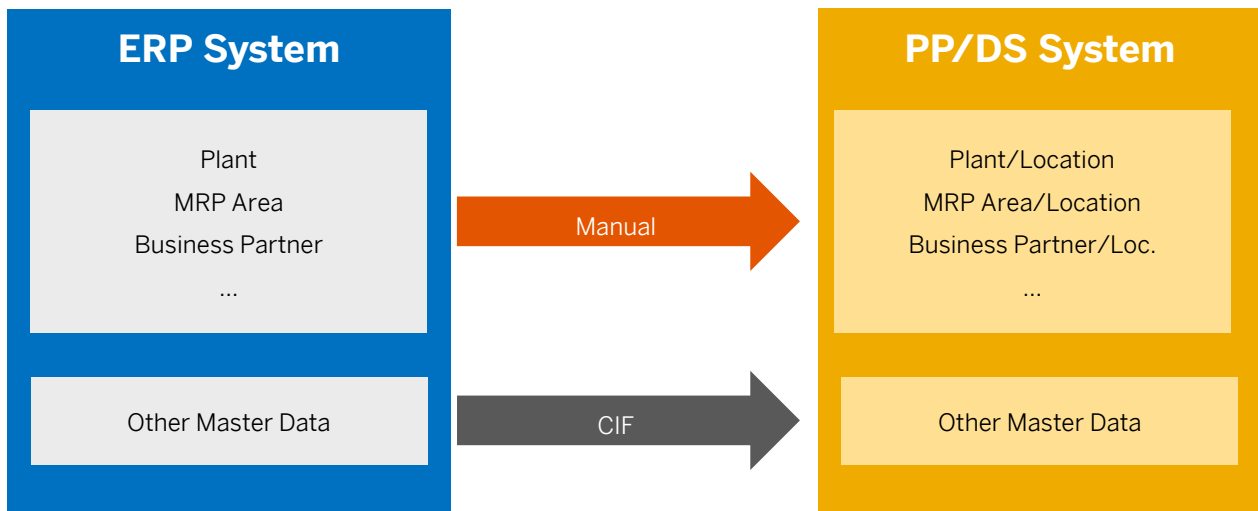 ERP System
Plant
MRP Area
Business Partner
...
Other Master Data
Manual
CIF
PP/DS System
Plant/Location
MRP Area/Location
Business Partner/Loc.
...
Other Master Data